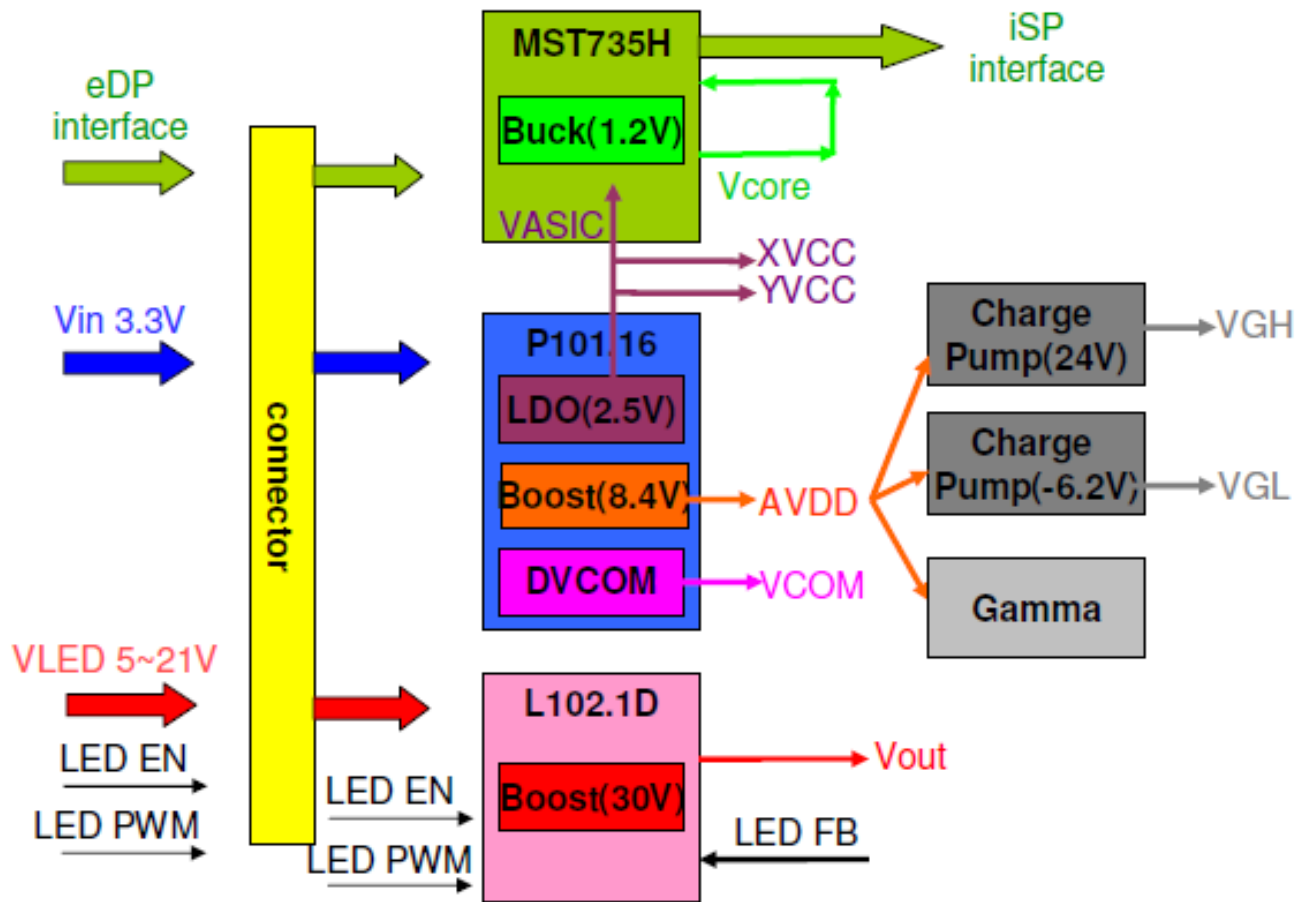 MST735H
iSP
interface
eDP
interface
Buck(1.2V)
Vcore
VASIC
XVCC
YVCC
Vin 3.3V
P101/16
Charge
Pump(24V)
VGH
LDO(2.5V)
connector
Charge
Pump(-6.2V)
VGL
Boost(8.4V)
AVDD
DVCOM
VCOM
Gamma
VLED 5~21V
L102.1D
LED EN
Vout
LED EN
Boost(30V)
LED PWM
LED FB
LED PWM